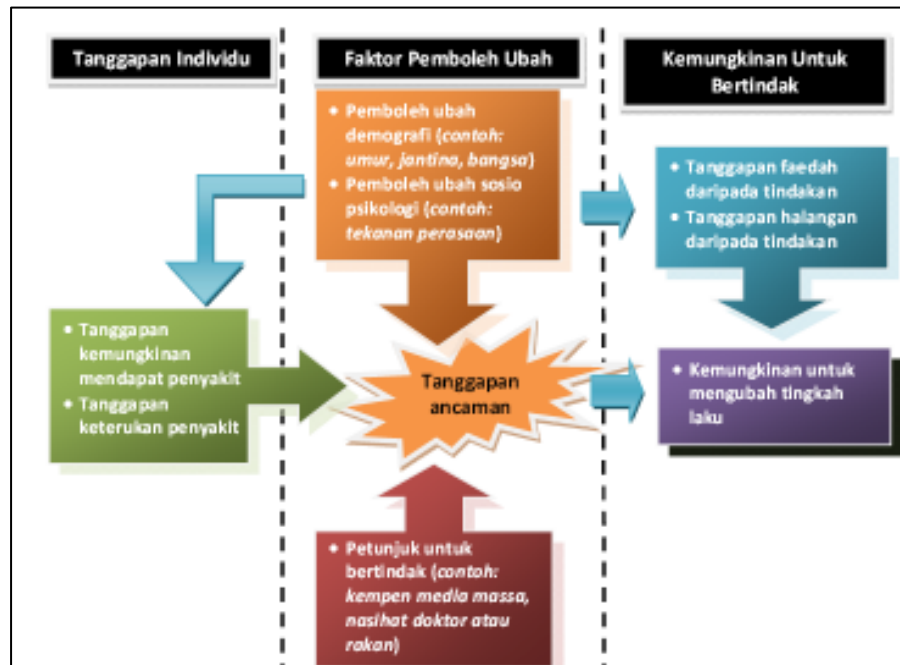 Tanggapan Individu
Faktor Pemboleh Ubah
Kemungkinan Untuk
Bertindak
• Pemboleh ubah
demografi (contoh:
umur, jantina, bangsa)
• Pemboleh ubah sosio
psikologi (contoh:
tekanan perasaan)
• Tanggapan faedah
daripada tindakan
• Tanggapan halangan
daripada tindakan
• Tanggapan
kemungkinan
mendapat penyakit
• Tanggapan
keterukan penyakit
Tanggapan
ancaman
• Kemungkinan untuk
mengubah tingkah
laku
• Petunjuk untuk
bertindak (contoh:
kempen media massa,
nasihat doktor atau
rakan)